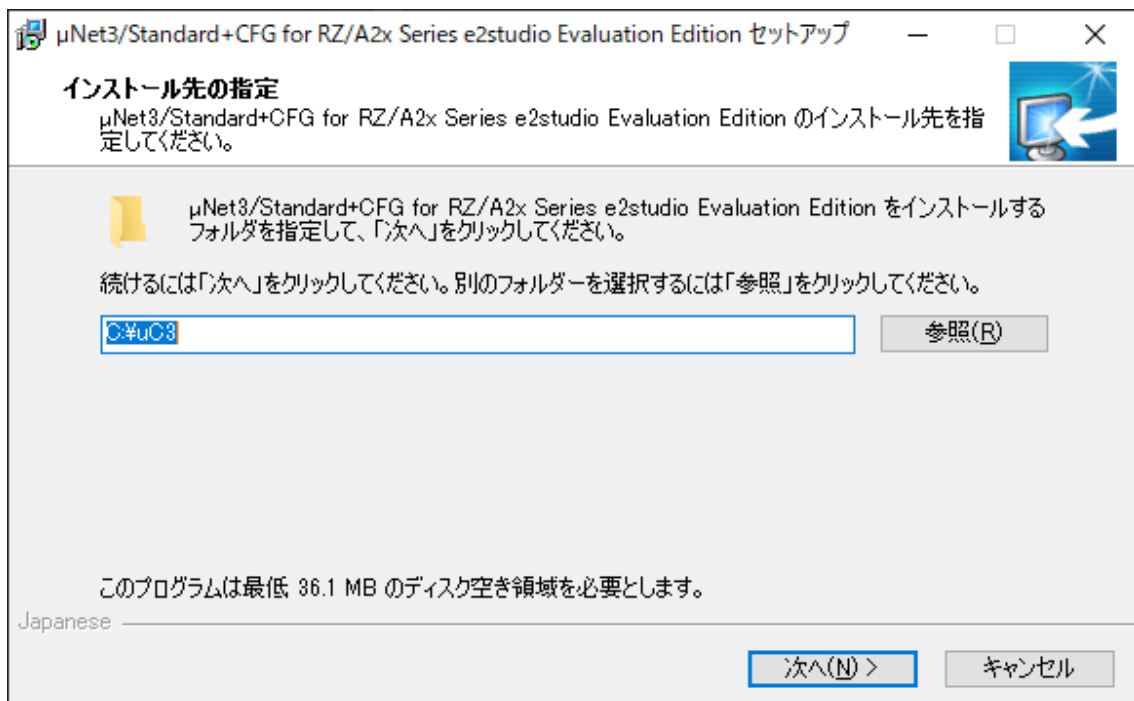 µNet3/Standard+CFG for RZ/A2x Series e2studio Evaluation Edition セットアップ
インストール先の指定
µNet3/Standard+CFG for RZ/A2x Series e2studio Evaluation Edition のインストール先を指
定してください。
µNet3/Standard+CFG for RZ/A2x Series e2studio Evaluation Edition をインストールする
フォルダを指定して、「次へ」をクリックしてください。
続けるには「次へ」をクリックしてください。別のフォルダーを選択するには「参照」をクリックしてください。
C:¥uC3
参照(R)
このプログラムは最低 36.1 MB のディスク空き領域を必要とします。
Japanese
次へ(N) >
キャンセル